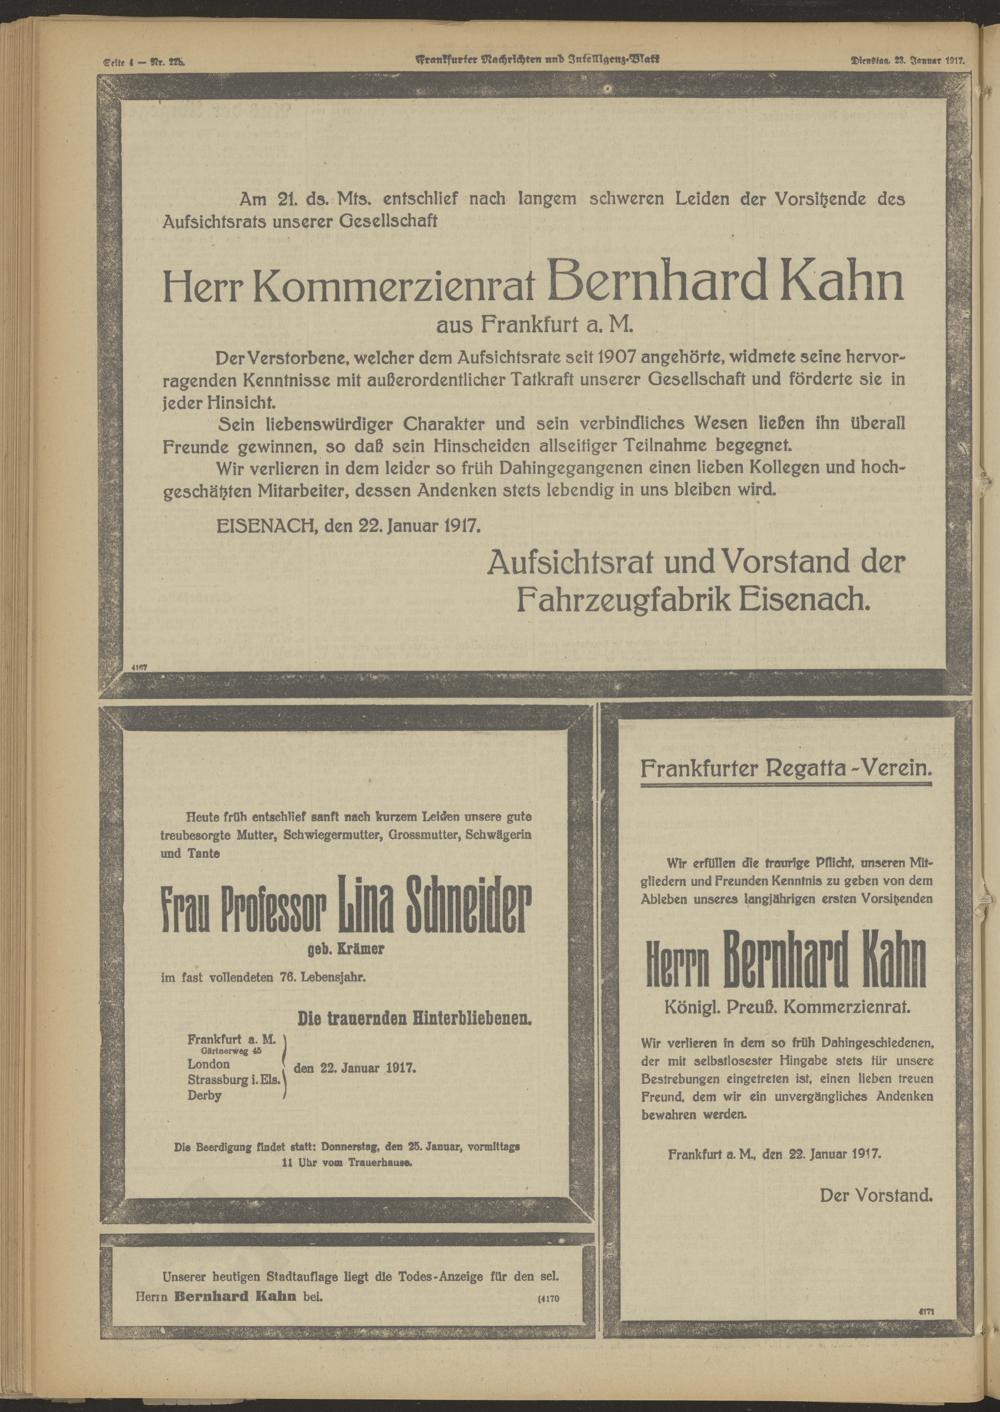 Seite 4 — Nr. 22b.
Frankfurter Nachrichten und Intelligenz-Blatt
Dienstag, 23. Januar 1917.
Am 21. ds. Mts. entschlief nach langem schweren Leiden der Vorsitzende des
Aufsichtsrats unserer Gesellschaft
Herr Kommerzienrat Bernhard Kahn
aus Frankfurt a. M.
Der Verstorbene, welcher dem Aufsichtsrate seit 1907 angehörte, widmete seine hervor-
ragenden Kenntnisse mit außerordentlicher Tatkraft unserer Gesellschaft und förderte sie in
jeder Hinsicht.
Sein liebenswürdiger Charakter und sein verbindliches Wesen ließen ihn überall
Freunde gewinnen, so daß sein Hinscheiden allseitiger Teilnahme begegnet.
Wir verlieren in dem leider so früh Dahingegangenen einen lieben Kollegen und hoch-
geschätzten Mitarbeiter, dessen Andenken stets lebendig in uns bleiben wird.
EISENACH, den 22. Januar 1917.
Aufsichtsrat und Vorstand der
Fahrzeugfabrik Eisenach.
4167
Heute früh entschlief sanft nach kurzem Leiden unsere gute
treubesorgte Mutter, Schwiegermutter, Grossmutter, Schwägerin
und Tante
Frau Professor Lina Schneider
geb. Krämer
im fast vollendeten 76. Lebensjahr.
Die trauernden Hinterbliebenen.
Frankfurt a. M.
Gärtnerweg 45
London
Strassburg i. Els.
Derby
den 22. Januar 1917.
Die Beerdigung findet statt: Donnerstag, den 25. Januar, vormittags
11 Uhr vom Trauerhause.
Unserer heutigen Stadtauflage liegt die Todes-Anzeige für den sel.
Herrn Bernhard Kahn bei.
(4170
Frankfurter Regatta-Verein.
Wir erfüllen die traurige Pflicht, unseren Mit-
gliedern und Freunden Kenntnis zu geben von dem
Ableben unseres langjährigen ersten Vorsitzenden
Herrn Bernhard Kahn
Königl. Preuß. Kommerzienrat.
Wir verlieren in dem so früh Dahingeschiedenen,
der mit selbstlosester Hingabe stets für unsere
Bestrebungen eingetreten ist, einen lieben treuen
Freund, dem wir ein unvergängliches Andenken
bewahren werden.
Frankfurt a. M., den 22. Januar 1917.
Der Vorstand.
4171